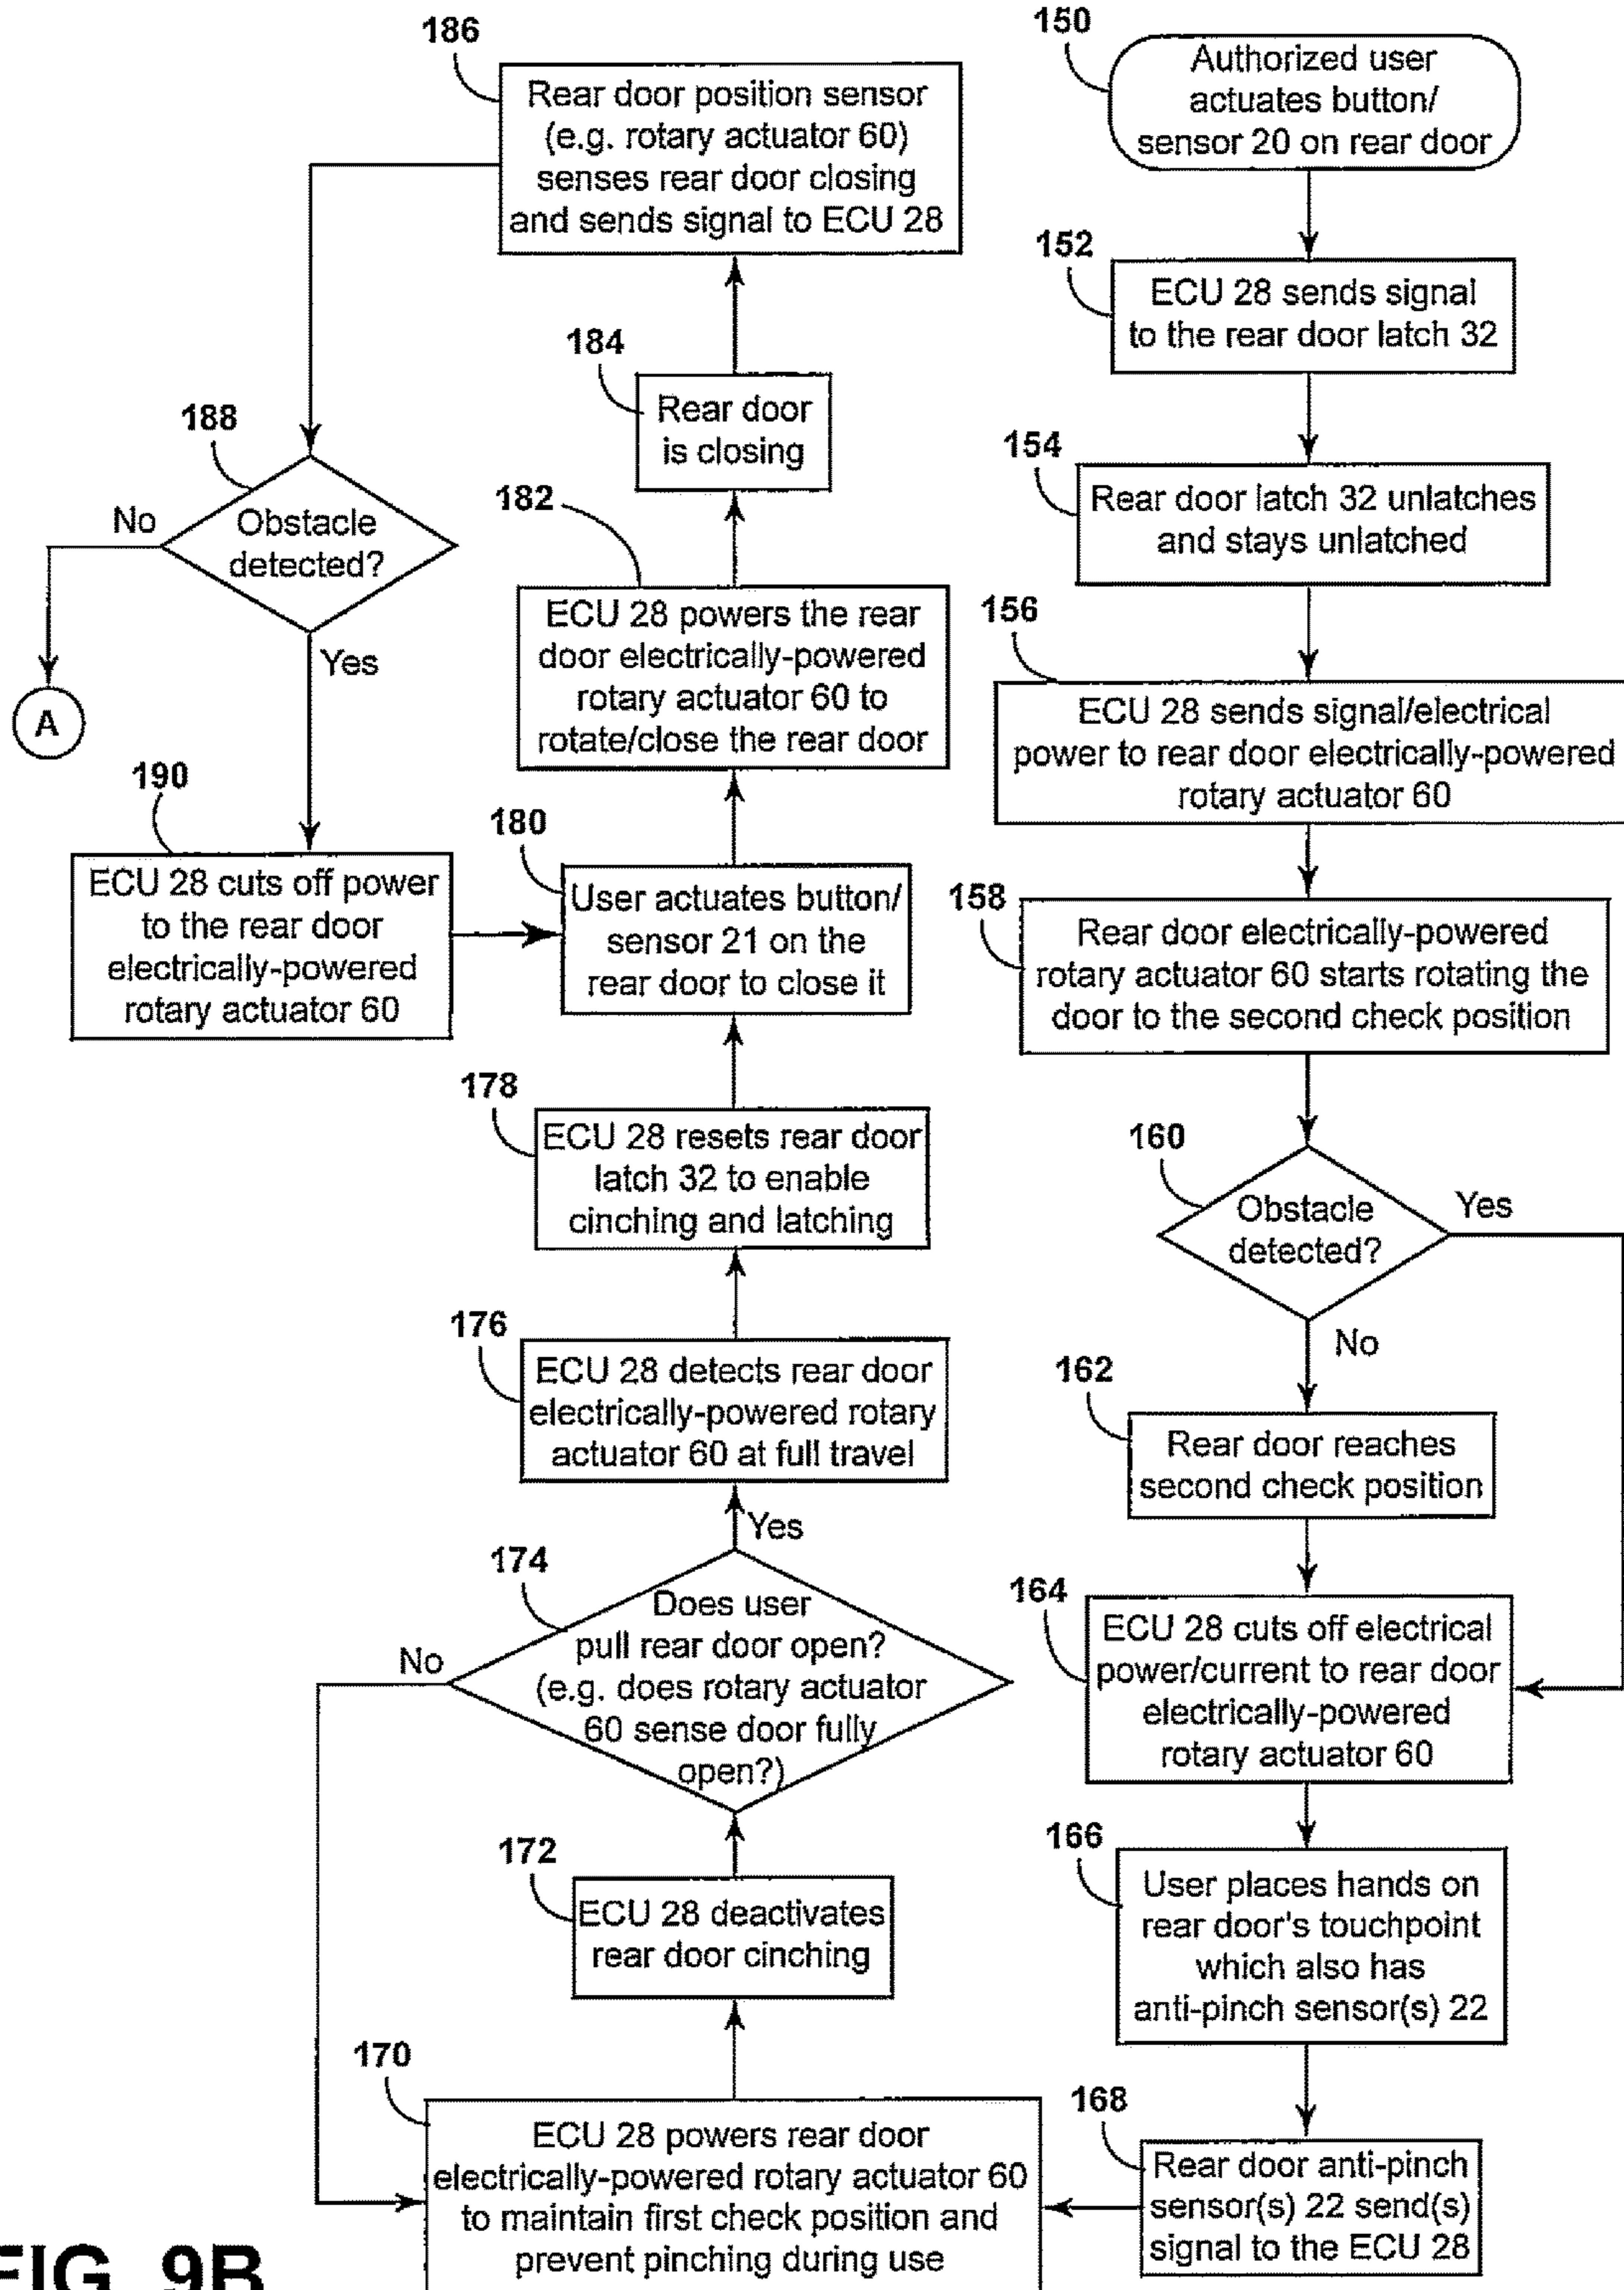 150
Authorized user
actuates button/
sensor 20 on rear door
152
ECU 28 sends signal
to the rear door latch 32
154
Rear door latch 32 unlatches
and stays unlatched
156
ECU 28 sends signal/electrical
power to rear door electrically-powered
rotary actuator 60
158
Rear door electrically-powered
rotary actuator 60 starts rotating the
door to the second check position
160
Obstacle
detected?
Yes
No
162
Rear door reaches
second check position
164
ECU 28 cuts off electrical
power/current to rear door
electrically-powered
rotary actuator 60
166
User places hands on
rear door's touchpoint
which also has
anti-pinch sensor(s) 22
168
Rear door anti-pinch
sensor(s) 22 send(s)
signal to the ECU 28
170
ECU 28 powers rear door
electrically-powered rotary actuator 60
to maintain first check position and
prevent pinching during use
172
ECU 28 deactivates
rear door cinching
174
Does user
pull rear door open?
(e.g. does rotary actuator
60 sense door fully
open?)
No
Yes
176
ECU 28 detects rear door
electrically-powered rotary
actuator 60 at full travel
178
ECU 28 resets rear door
latch 32 to enable
cinching and latching
180
User actuates button/
sensor 21 on the
rear door to close it
182
ECU 28 powers the rear
door electrically-powered
rotary actuator 60 to
rotate/close the rear door
184
Rear door
is closing
186
Rear door position sensor
(e.g. rotary actuator 60)
senses rear door closing
and sends signal to ECU 28
188
Obstacle
detected?
No
Yes
A
190
ECU 28 cuts off power
to the rear door
electrically-powered
rotary actuator 60
FIG. 9B